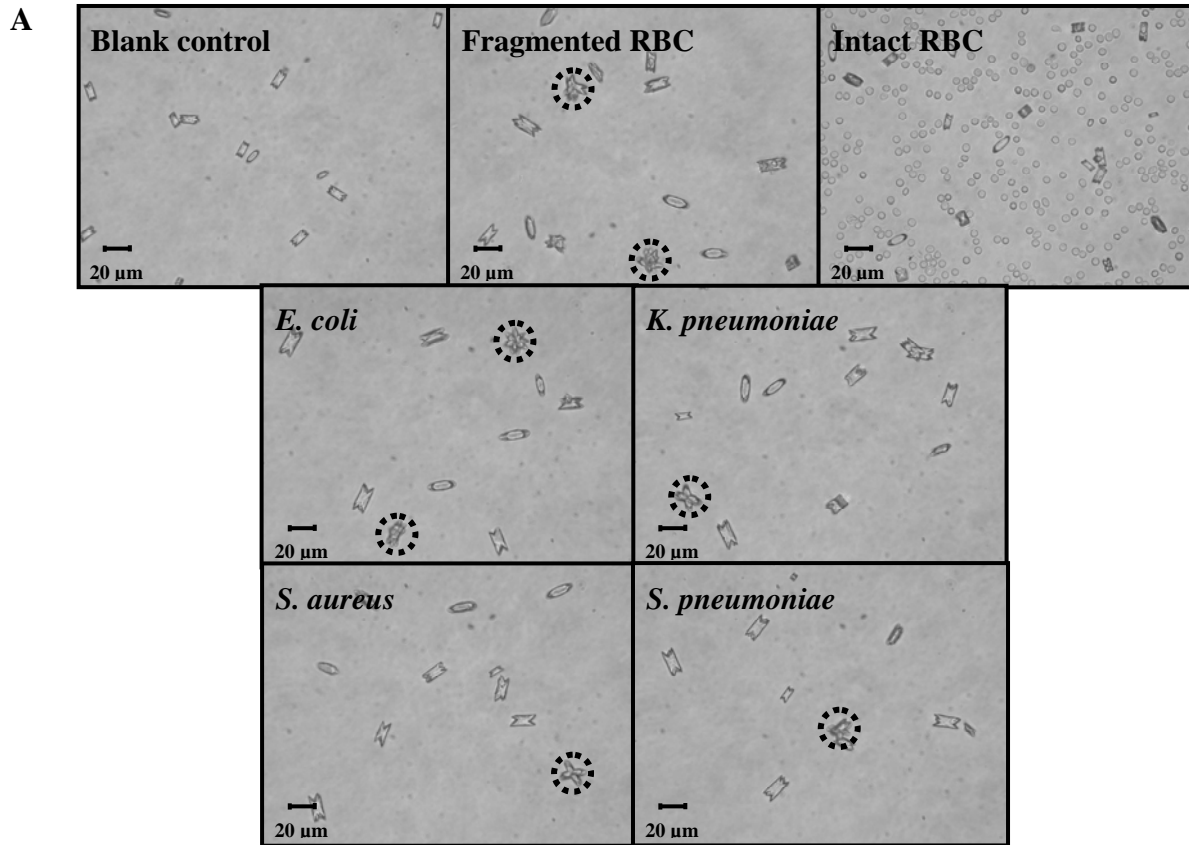 A
Blank control
Fragmented RBC
Intact RBC
20 µm
20 µm
20 µm
E. coli
K. pneumoniae
20 µm
20 µm
S. aureus
S. pneumoniae
20 µm
20 µm